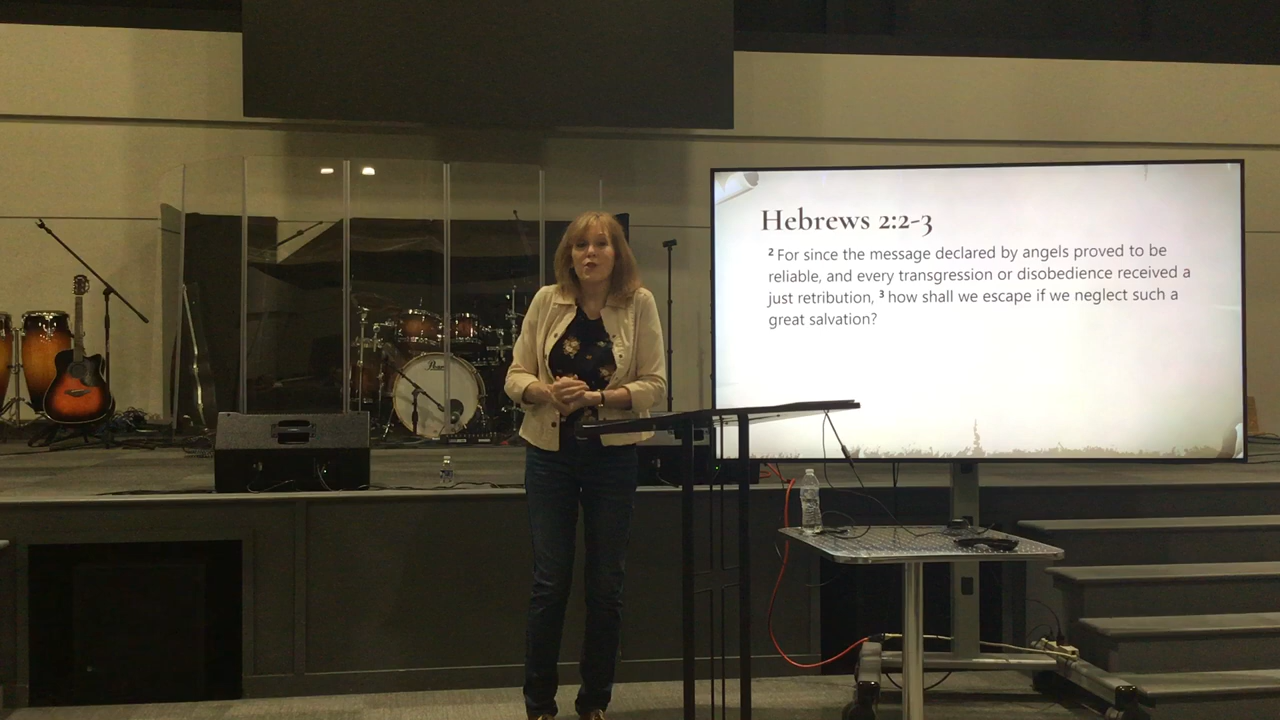 Hebrews 2:2-3
² For since the message declared by angels proved to be
reliable, and every transgression or disobedience received a
just retribution, ³ how shall we escape if we neglect such a
great salvation?
Pearl